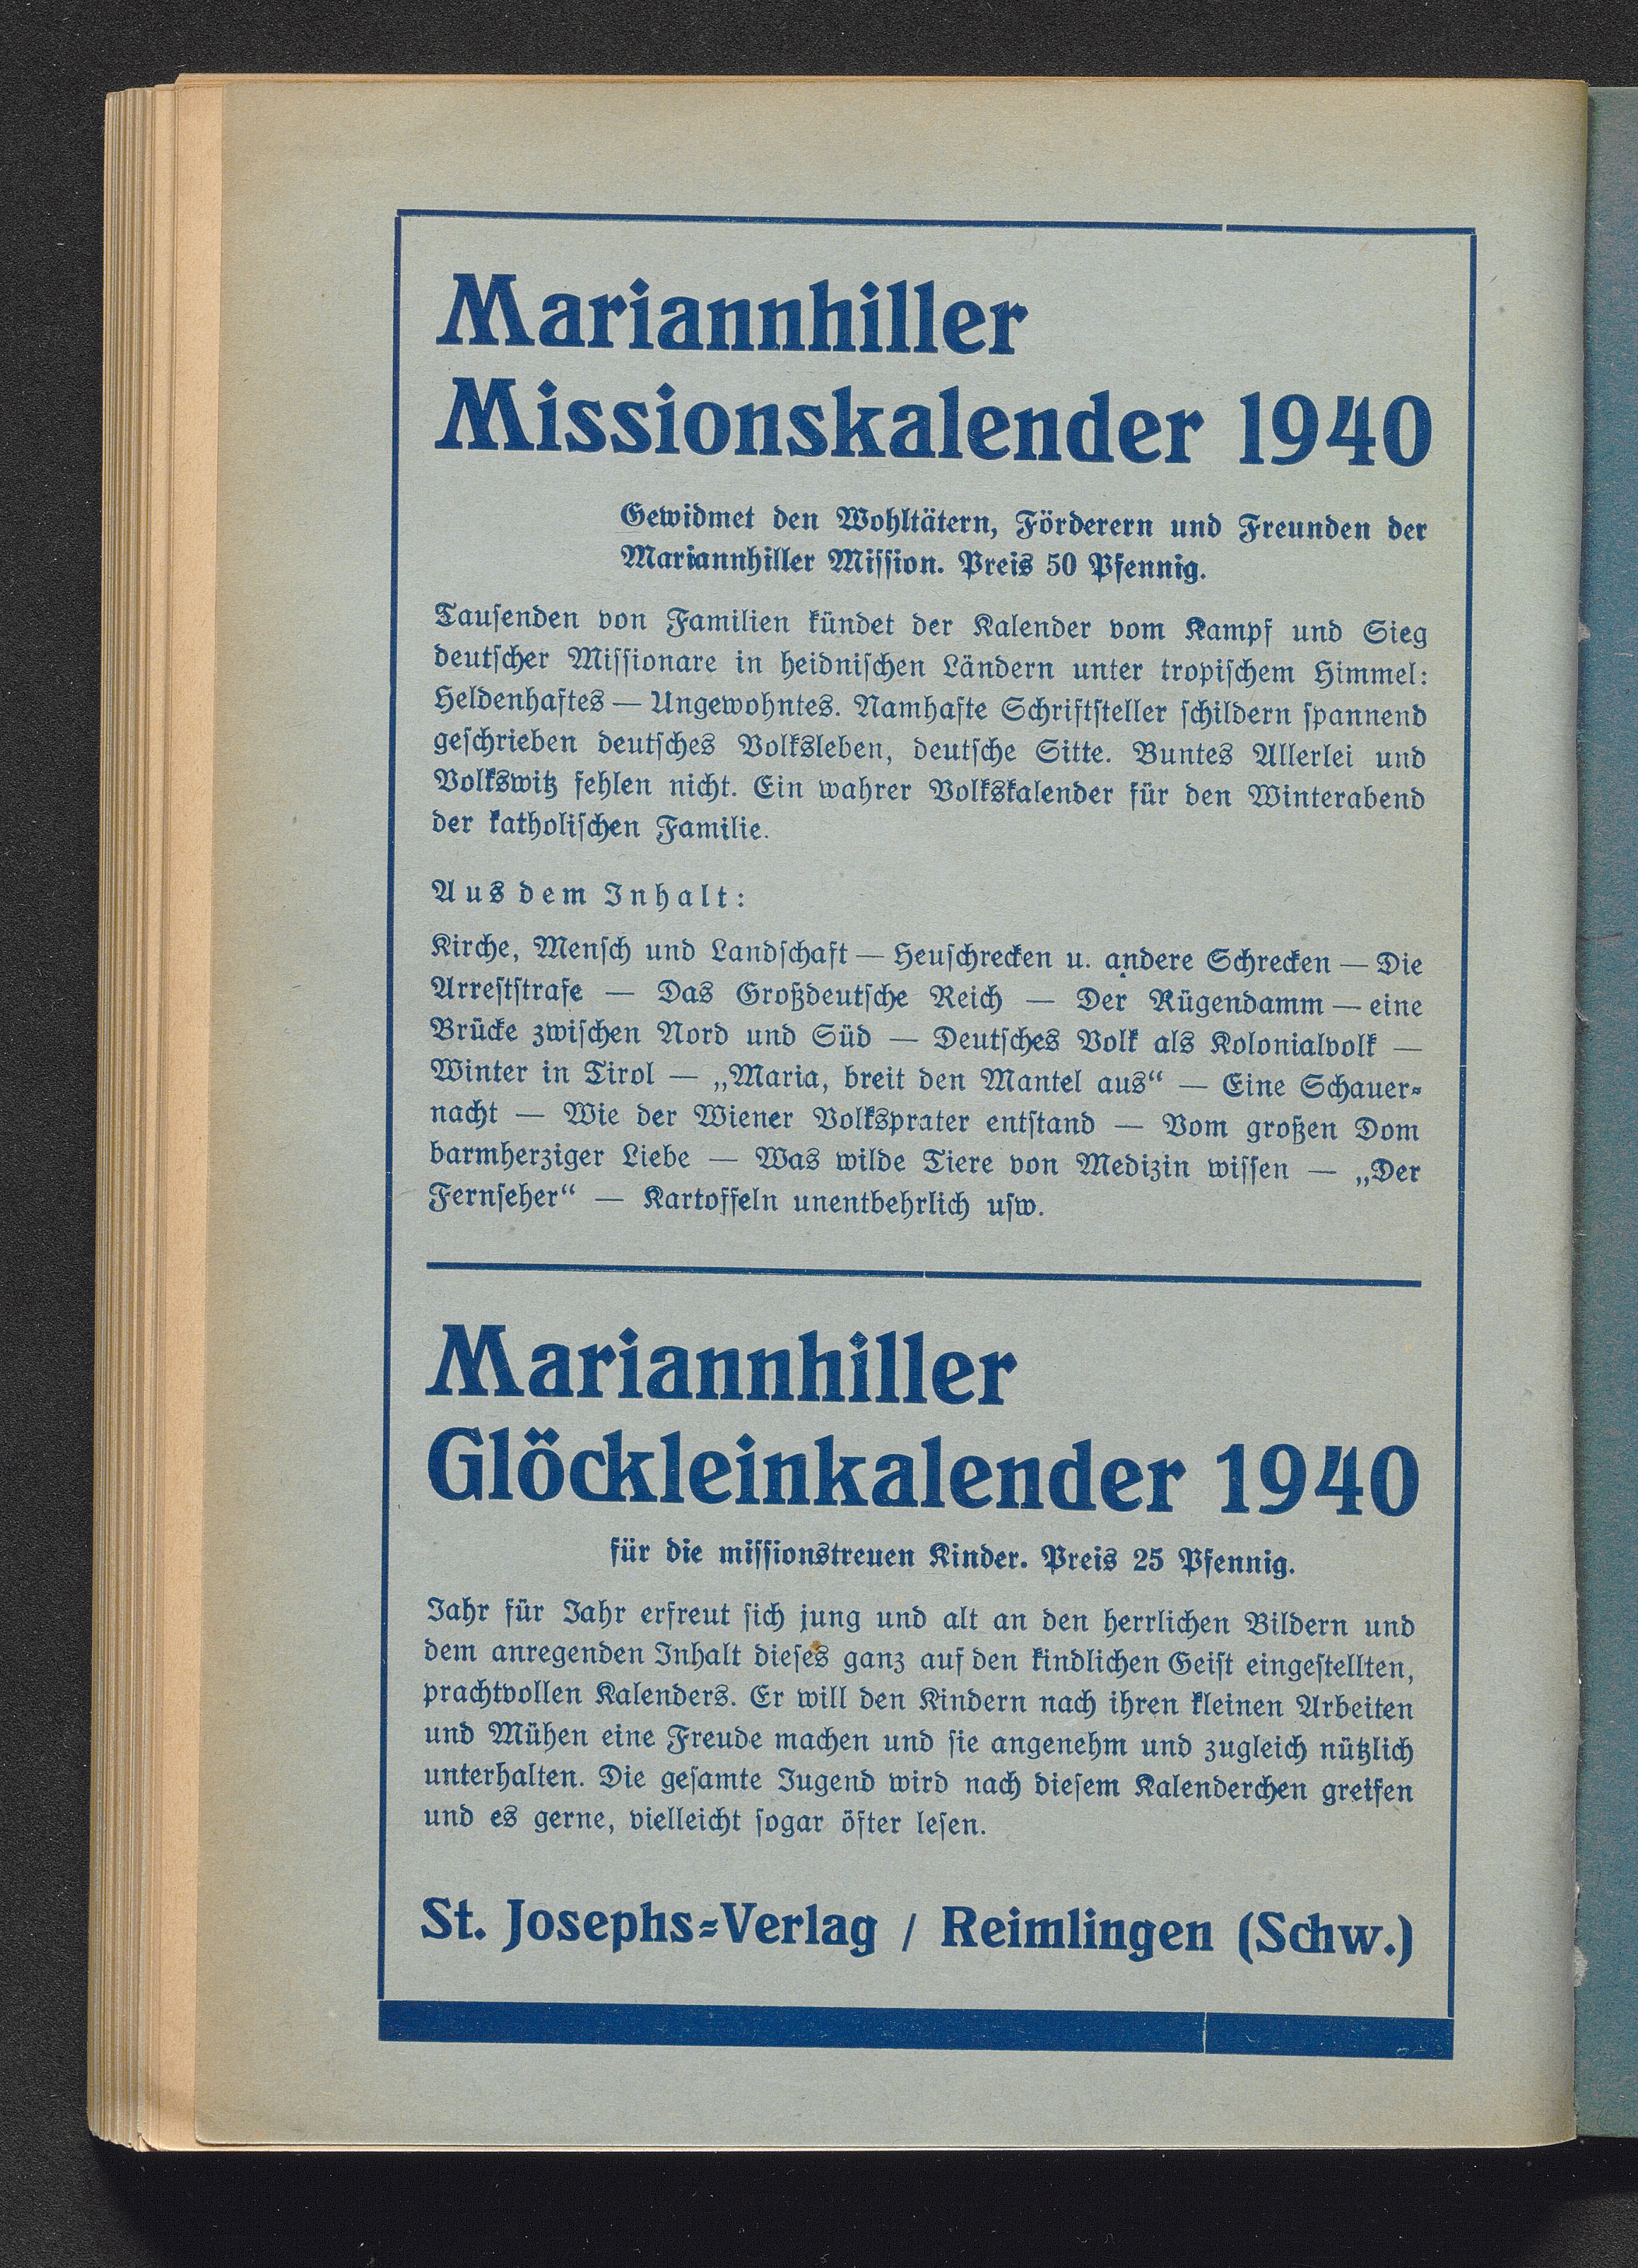 Mariannhiller
Missionskalender 1940
Gewidmet den Wohltätern, Förderern und Freunden der
Mariannhiller Mission. Preis 50 Pfennig.
Tausenden von Familien kündet der Kalender vom Kampf und Sieg
deutscher Missionare in heidnischen Ländern unter tropischem Himmel:
Heldenhaftes — Ungewohntes. Namhafte Schriftsteller schildern spannend
geschrieben deutsches Volksleben, deutsche Sitte. Buntes Allerlei und
Volkswitz fehlen nicht. Ein wahrer Volkskalender für den Winterabend
der katholischen Familie.
Aus dem Inhalt:
Kirche, Mensch und Landschaft — Heuschrecken u. andere Schrecken — Die
Arreststrafe — Das Großdeutsche Reich — Der Rügendamm — eine
Brücke zwischen Nord und Süd — Deutsches Volk als Kolonialvolk —
Winter in Tirol — „Maria, breit den Mantel aus“ — Eine Schauer-
nacht — Wie der Wiener Volksprater entstand — Vom großen Dom
barmherziger Liebe — Was wilde Tiere von Medizin wissen — „Der
Fernseher“ — Kartoffeln unentbehrlich usw.
Mariannhiller
Glöckleinkalender 1940
für die missionstreuen Kinder. Preis 25 Pfennig.
Jahr für Jahr erfreut sich jung und alt an den herrlichen Bildern und
dem anregenden Inhalt dieses ganz auf den kindlichen Geist eingestellten,
prachtvollen Kalenders. Er will den Kindern nach ihren kleinen Arbeiten
und Mühen eine Freude machen und sie angenehm und zugleich nützlich
unterhalten. Die gesamte Jugend wird nach diesem Kalenderchen greifen
und es gerne, vielleicht sogar öfter lesen.
St. Josephs-Verlag / Reimlingen (Schw.)